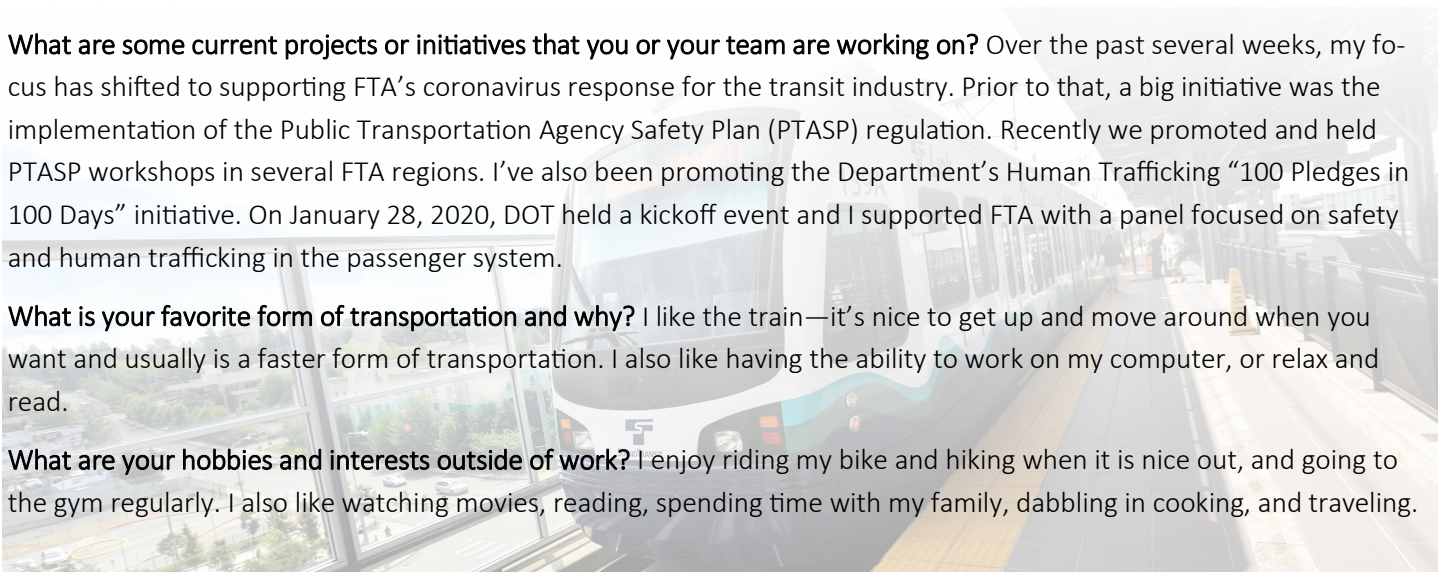 What are some current projects or initiatives that you or your team are working on? Over the past several weeks, my fo-
cus has shifted to supporting FTA’s coronavirus response for the transit industry. Prior to that, a big initiative was the
implementation of the Public Transportation Agency Safety Plan (PTASP) regulation. Recently we promoted and held
PTASP workshops in several FTA regions. I’ve also been promoting the Department’s Human Trafficking “100 Pledges in
100 Days” initiative. On January 28, 2020, DOT held a kickoff event and I supported FTA with a panel focused on safety
and human trafficking in the passenger system.
What is your favorite form of transportation and why? I like the train—it’s nice to get up and move around when you
want and usually is a faster form of transportation. I also like having the ability to work on my computer, or relax and
read.
What are your hobbies and interests outside of work? I enjoy riding my bike and hiking when it is nice out, and going to
the gym regularly. I also like watching movies, reading, spending time with my family, dabbling in cooking, and traveling.